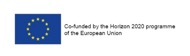 Co-funded by the Horizon 2020 programme
of the European Union